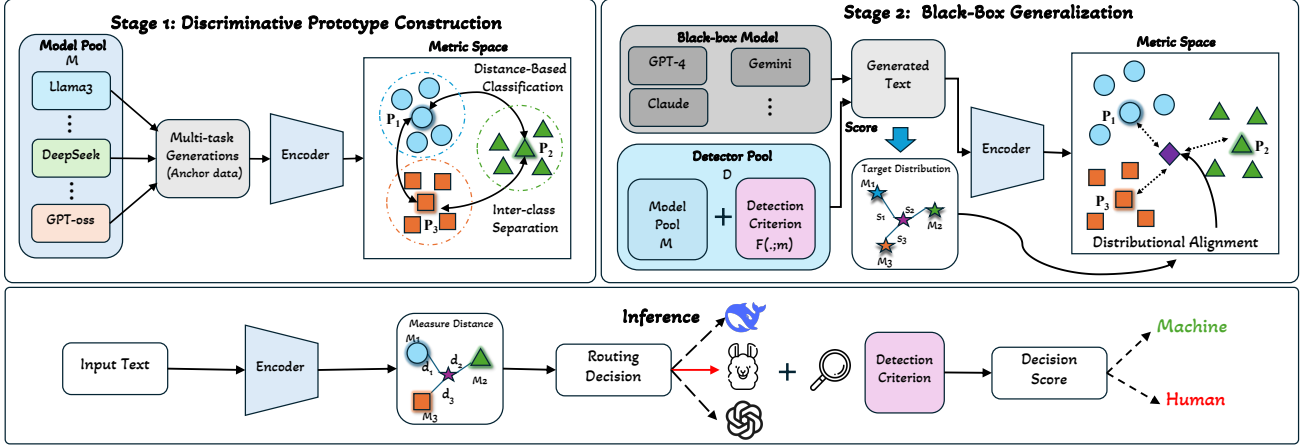 Stage 1: Discriminative Prototype Construction
Model Pool
M
Llama3
DeepSeek
GPT-oss
Multi-task
Generations
(Anchor data)
Encoder
Metric Space
Distance-Based
Classification
P1
P2
P3
Inter-class
Separation
Stage 2: Black-Box Generalization
Black-box Model
GPT-4
Gemini
Claude
Generated
Text
Score
Detector Pool
D
Model
Pool
M
+
Detection
Criterion
F(.;m)
Target Distribution
M1
S1
S2
M2
S3
M3
Encoder
Metric Space
P1
P2
P3
Distributional Alignment
Inference
Input Text
Encoder
Measure Distance
M1
d1
d2
M2
d3
M3
Routing
Decision
+
Detection
Criterion
Decision
Score
Machine
Human